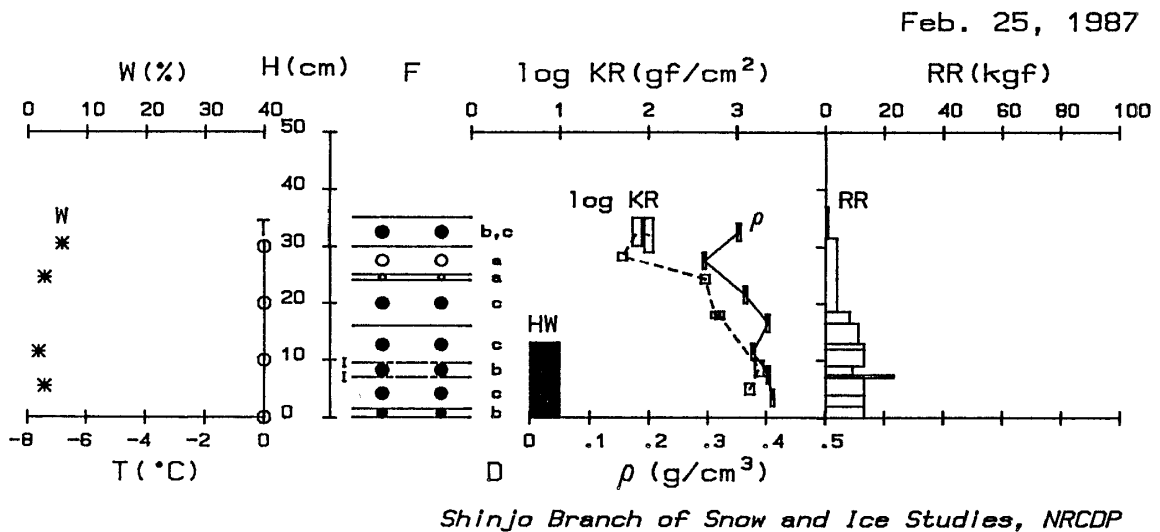 Feb. 25, 1987
W(%) H(cm) F log KR(gf/cm²) RR(kgf)
0 10 20 30 40 0 1 2 3 0 20 40 60 80 100
50
40
log KR RR
W T b,c ρ
30
a
a
20 c
HW
c
10
I b
I
c
0 b
-8 -6 -4 -2 0 0 .1 .2 .3 .4 .5
T(°C) D ρ(g/cm³)
Shinjo Branch of Snow and Ice Studies, NRCDP